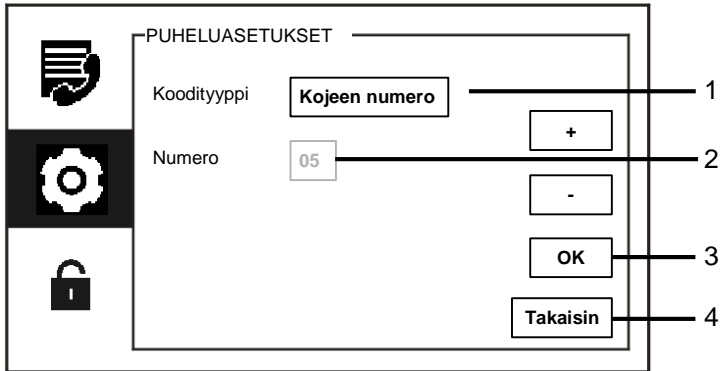 PUHELUASETUKSET
Koodityyppi
Kojeen numero
1
+
Numero
05
2
-
OK
3
Takaisin
4